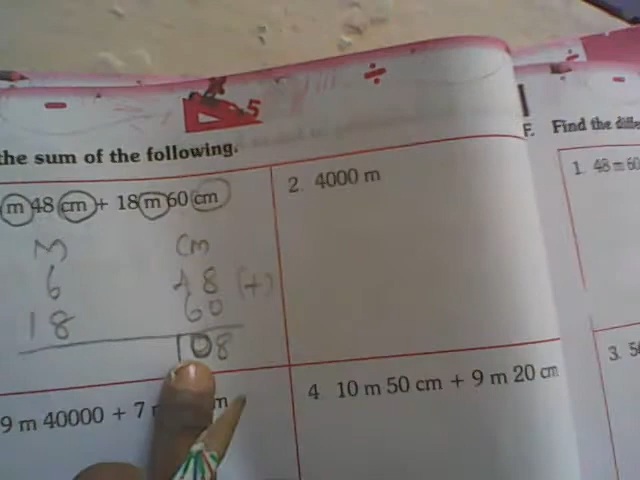 5
the sum of the following.
m 48 cm + 18 m 60 cm
M cm
6 48 (+)
18 60
108
2. 4000 m
9 m 40000 + 7
m
4 10 m 50 cm + 9 m 20 cm
F. Find the
1. 48 m 60
3.